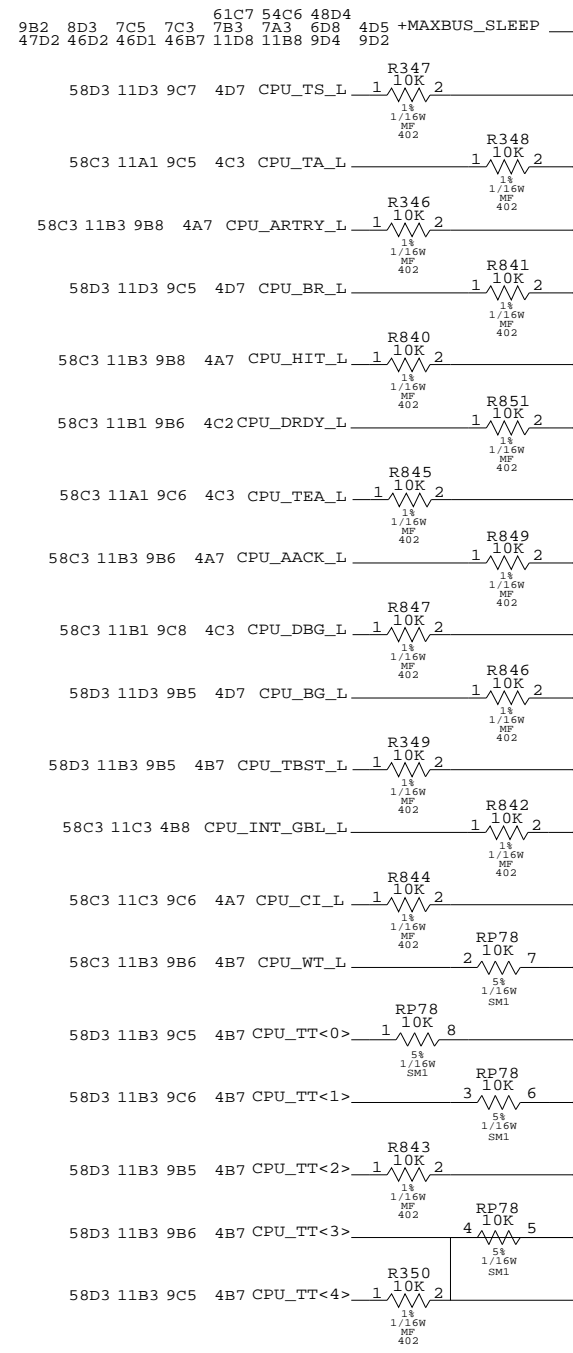 61C7 54C6 48D4
9B2 8D3 7C5 7C3 7B3 7A3 6D8 4D5 +MAXBUS_SLEEP
47D2 46D2 46D1 46B7 11D8 11B8 9D4 9D2
R347
58D3 11D3 9C7 4D7 CPU_TS_L 1 10K 2
1%
1/16W
MF
402
R348
58C3 11A1 9C5 4C3 CPU_TA_L 1 10K 2
1%
1/16W
MF
402
R346
58C3 11B3 9B8 4A7 CPU_ARTRY_L 1 10K 2
1%
1/16W
MF
402
R841
58D3 11D3 9C5 4D7 CPU_BR_L 1 10K 2
1%
1/16W
MF
402
R840
58C3 11B3 9B8 4A7 CPU_HIT_L 1 10K 2
1%
1/16W
MF
402
R851
58C3 11B1 9B6 4C2 CPU_DRDY_L 1 10K 2
1%
1/16W
MF
402
R845
58C3 11A1 9C6 4C3 CPU_TEA_L 1 10K 2
1%
1/16W
MF
402
R849
58C3 11B3 9B6 4A7 CPU_AACK_L 1 10K 2
1%
1/16W
MF
402
R847
58C3 11B1 9C8 4C3 CPU_DBG_L 1 10K 2
1%
1/16W
MF
402
R846
58D3 11D3 9B5 4D7 CPU_BG_L 1 10K 2
1%
1/16W
MF
402
R349
58D3 11B3 9B5 4B7 CPU_TBST_L 1 10K 2
1%
1/16W
MF
402
R842
58C3 11C3 4B8 CPU_INT_GBL_L 1 10K 2
1%
1/16W
MF
402
R844
58C3 11C3 9C6 4A7 CPU_CI_L 1 10K 2
1%
1/16W
MF
402
RP78
58C3 11B3 9B6 4B7 CPU_WT_L 2 10K 7
5%
1/16W
SM1
RP78
58D3 11B3 9C5 4B7 CPU_TT<0> 1 10K 8
5%
1/16W
SM1
RP78
58D3 11B3 9C6 4B7 CPU_TT<1> 3 10K 6
5%
1/16W
SM1
R843
58D3 11B3 9B5 4B7 CPU_TT<2> 1 10K 2
1%
1/16W
MF
402
RP78
58D3 11B3 9B6 4B7 CPU_TT<3> 4 10K 5
5%
1/16W
SM1
R350
58D3 11B3 9C5 4B7 CPU_TT<4> 1 10K 2
1%
1/16W
MF
402